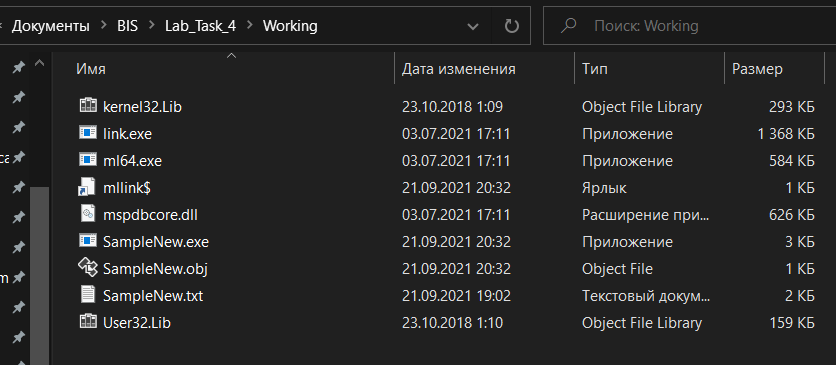 Документы > BIS > Lab_Task_4 > Working
Поиск: Working
Имя Дата изменения Тип Размер
kernel32.Lib 23.10.2018 1:09 Object File Library 293 КБ
link.exe 03.07.2021 17:11 Приложение 1 368 КБ
ml64.exe 03.07.2021 17:11 Приложение 584 КБ
mllink$ 21.09.2021 20:32 Ярлык 1 КБ
mspdbcore.dll 03.07.2021 17:11 Расширение при... 626 КБ
SampleNew.exe 21.09.2021 20:32 Приложение 3 КБ
SampleNew.obj 21.09.2021 20:32 Object File 1 КБ
SampleNew.txt 21.09.2021 19:02 Текстовый докум... 2 КБ
User32.Lib 23.10.2018 1:10 Object File Library 159 КБ